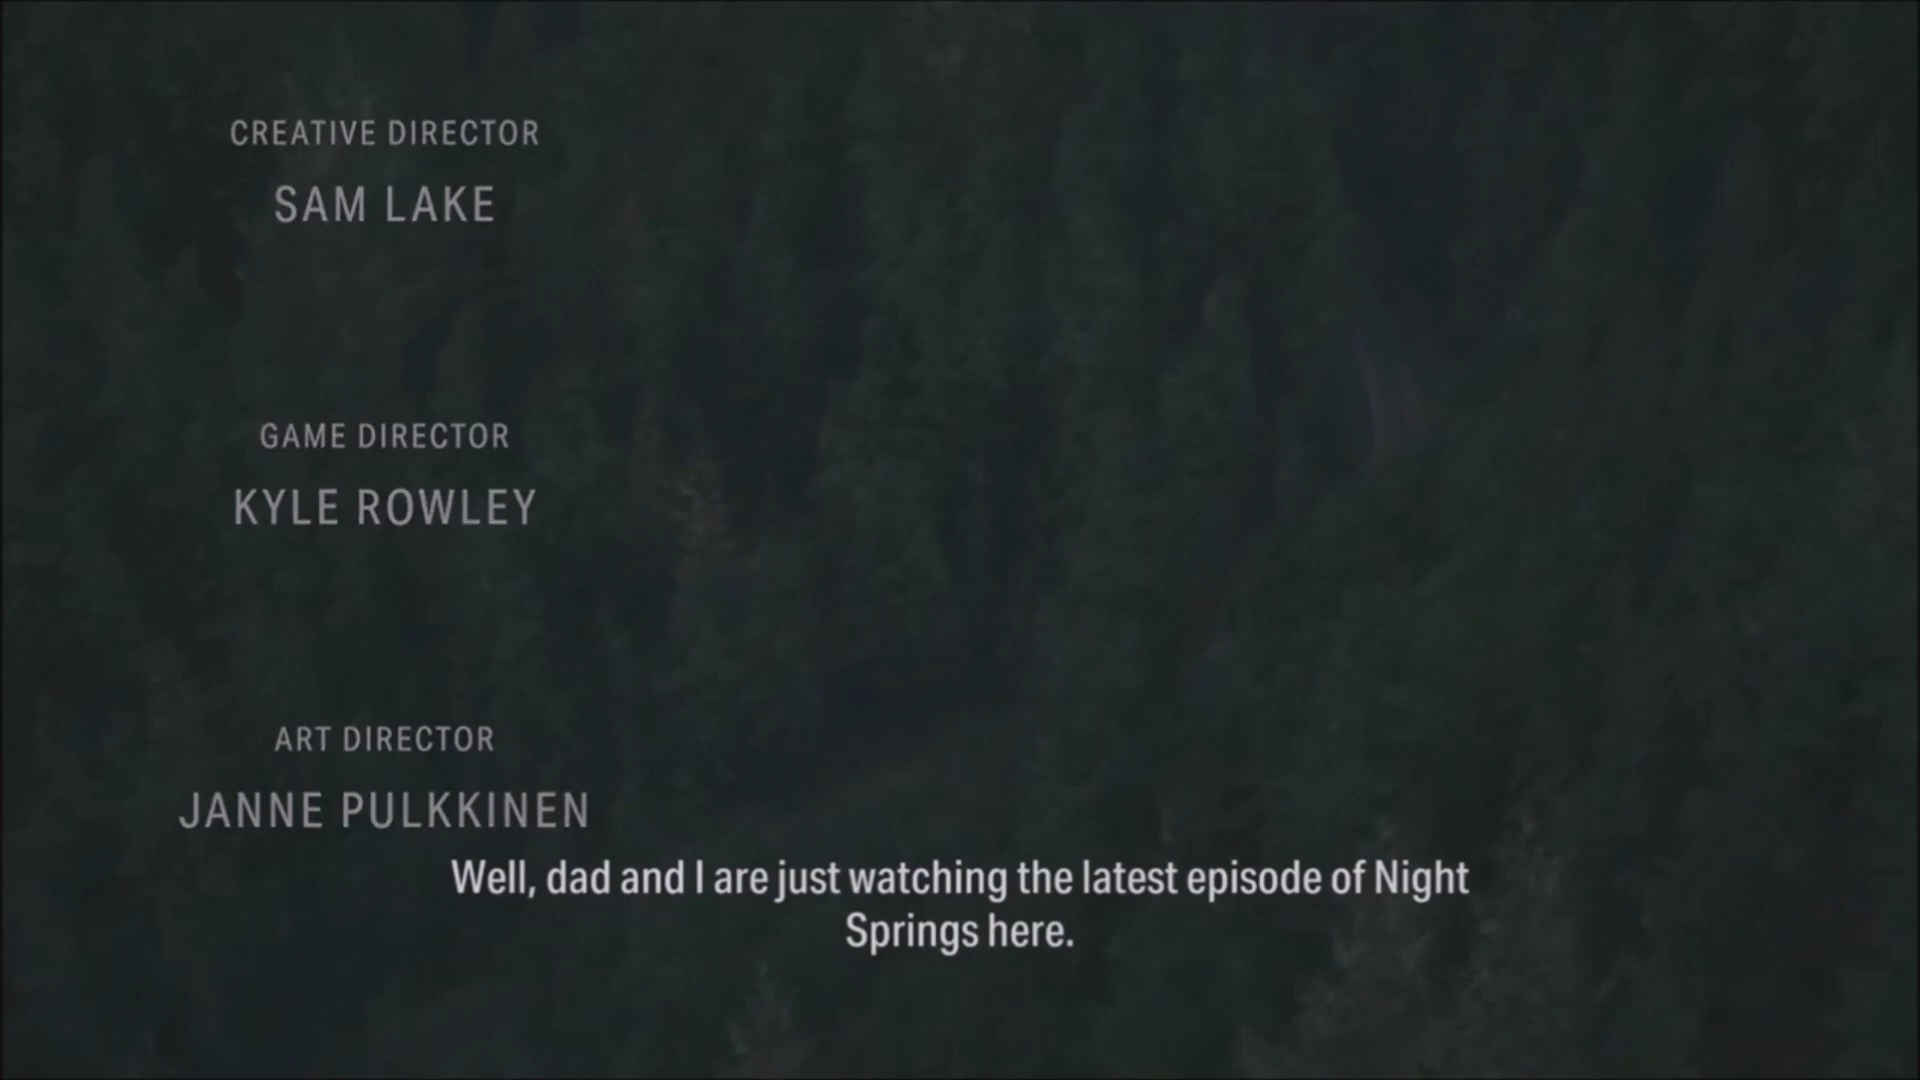 CREATIVE DIRECTOR
SAM LAKE
GAME DIRECTOR
KYLE ROWLEY
ART DIRECTOR
JANNE PULKKINEN
Well, dad and I are just watching the latest episode of Night
Springs here.